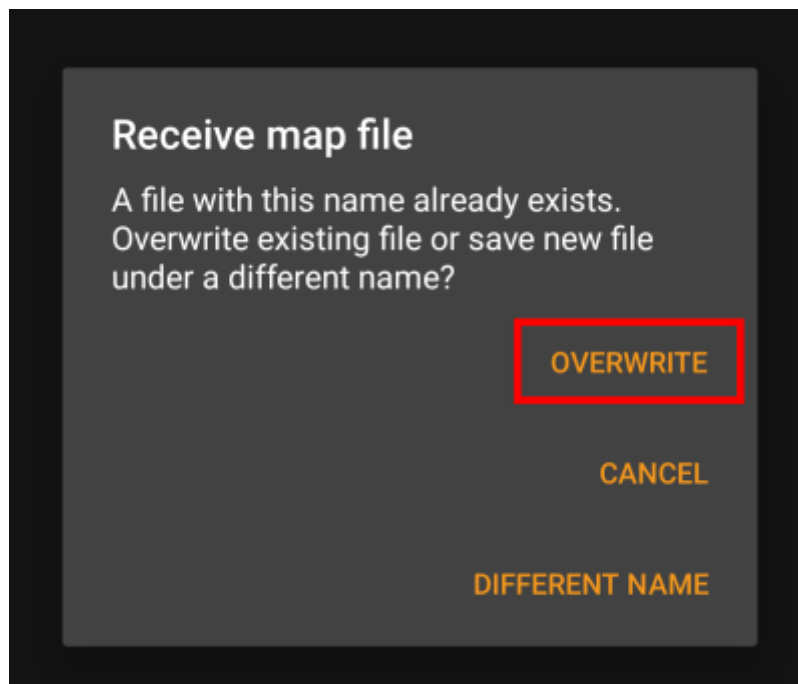 Receive map file
A file with this name already exists.
Overwrite existing file or save new file
under a different name?
OVERWRITE
CANCEL
DIFFERENT NAME